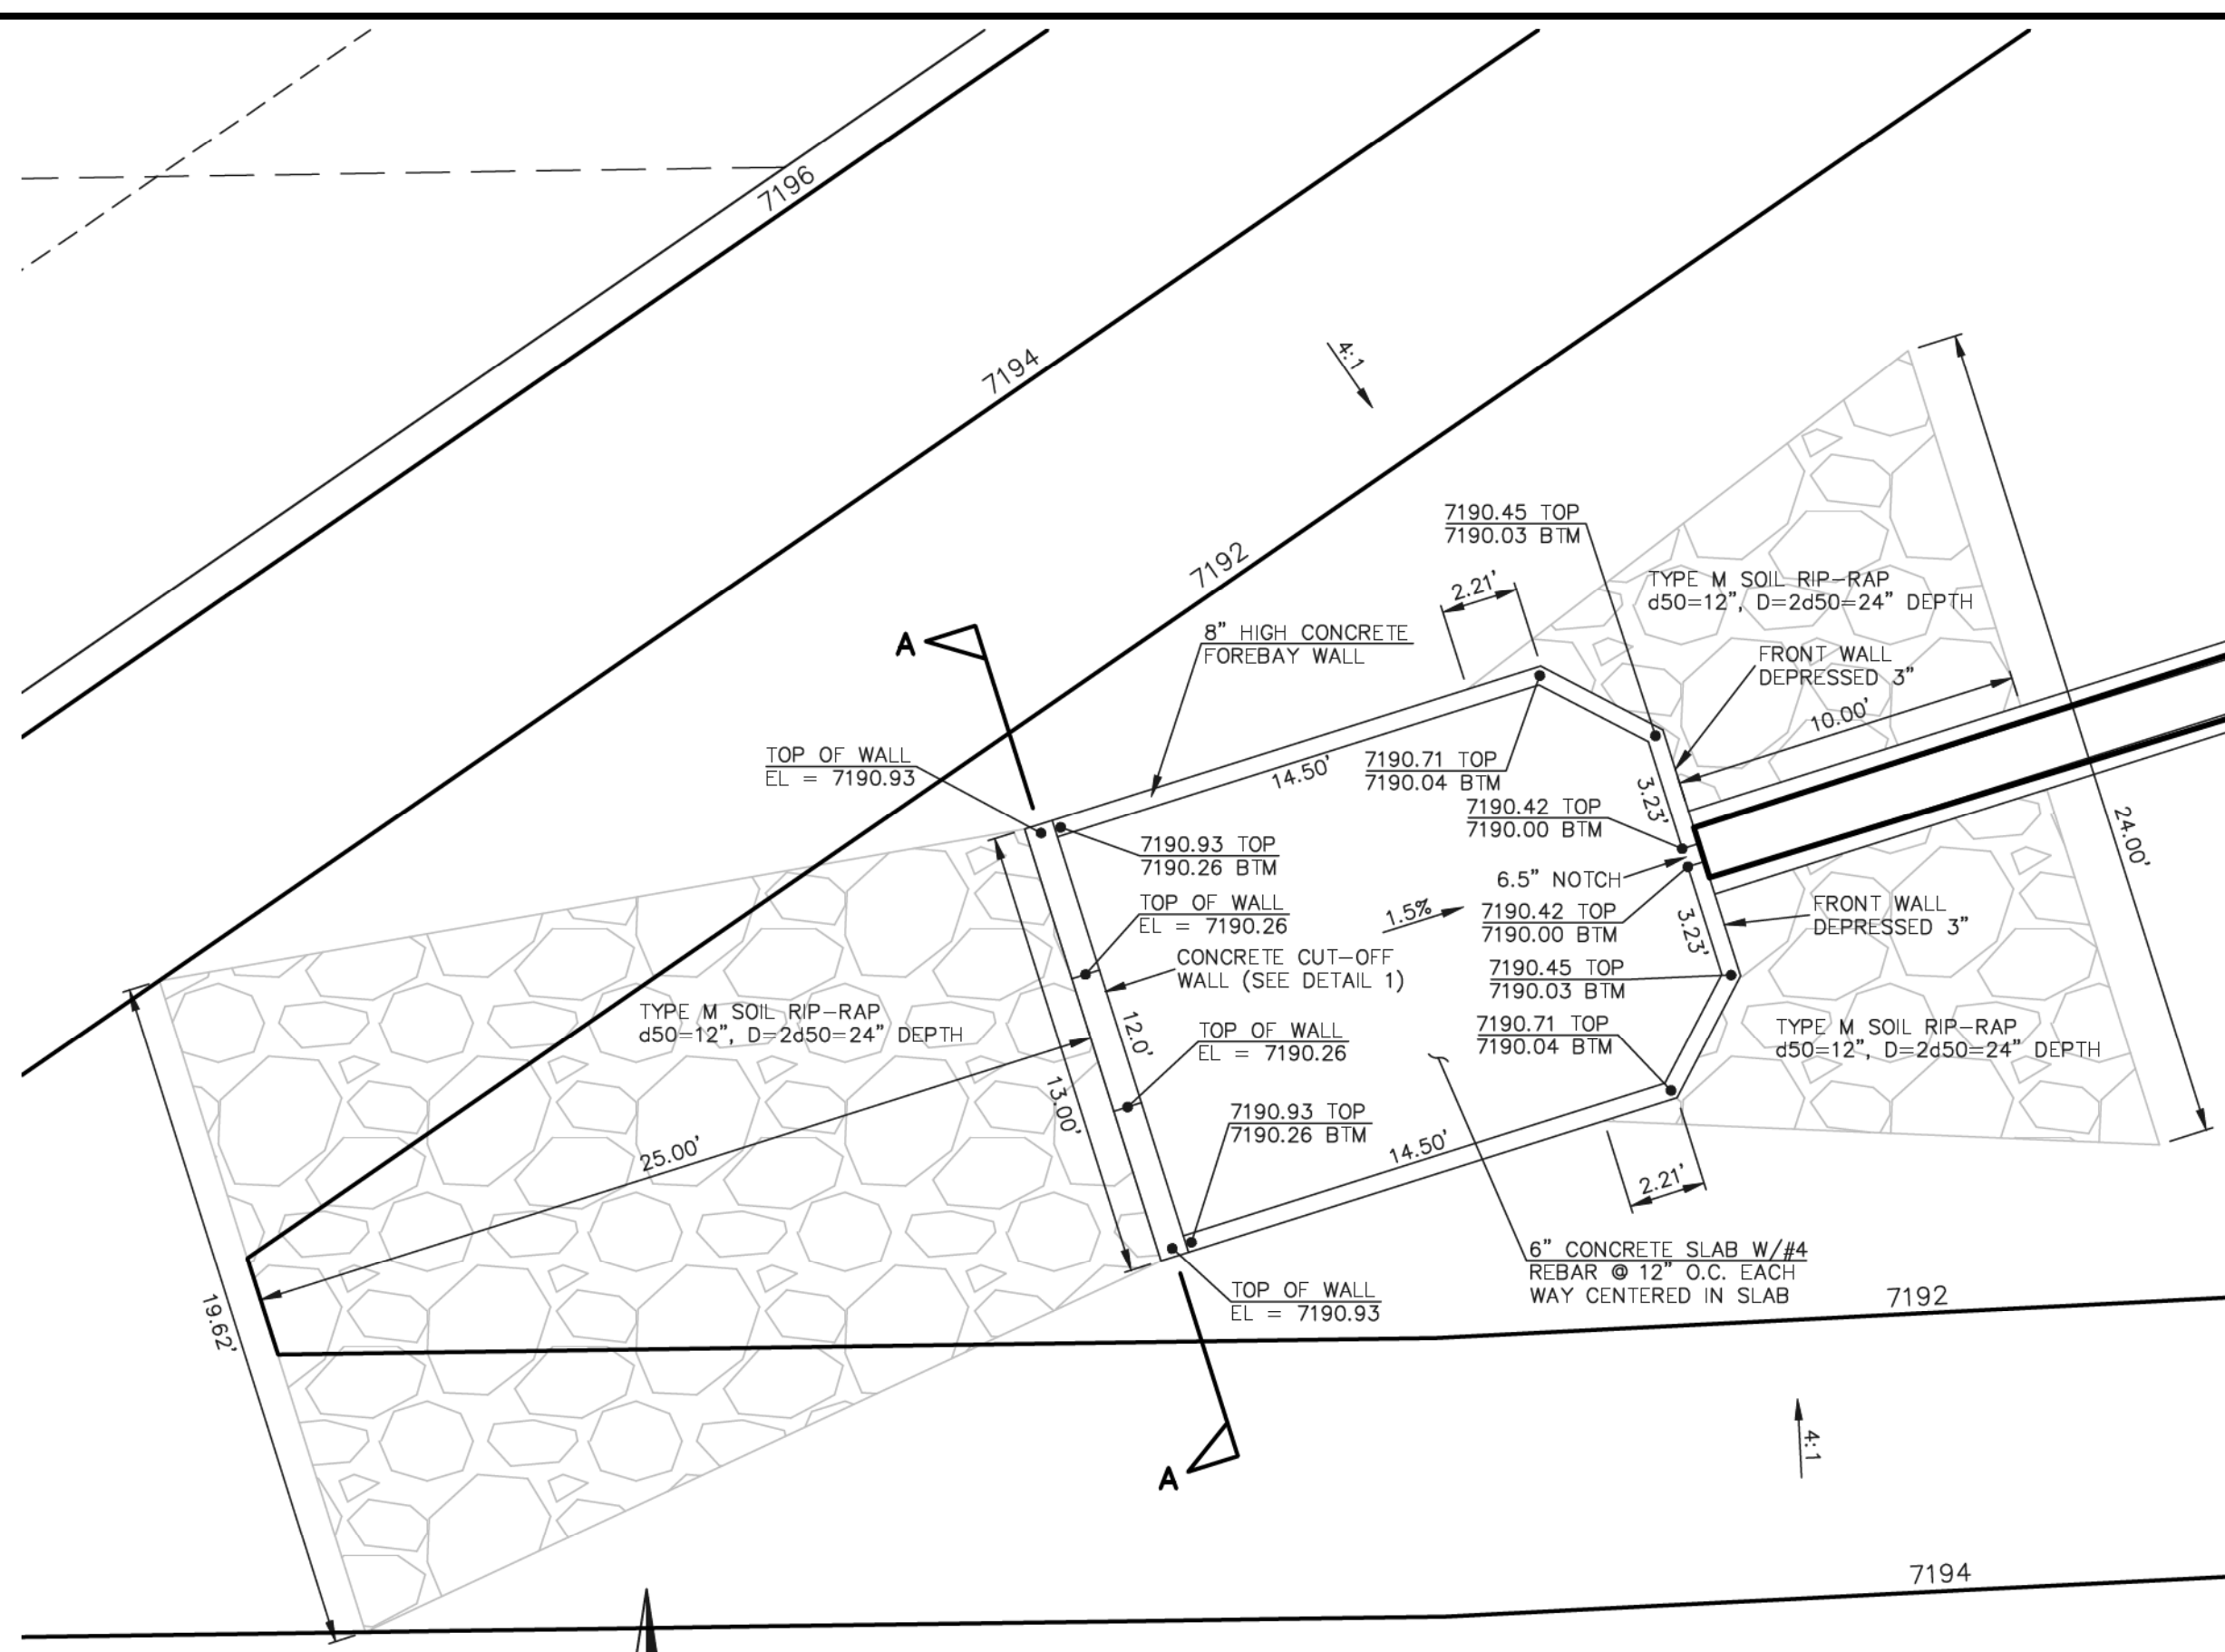 7196
7194
7192
4:1
7190.45 TOP
7190.03 BTM
2.21'
TYPE M SOIL RIP-RAP
d50=12", D=2d50=24" DEPTH
8" HIGH CONCRETE
FOREBAY WALL
FRONT WALL
DEPRESSED 3"
A
10.00'
TOP OF WALL
EL = 7190.93
14.50'
7190.71 TOP
7190.04 BTM
3.23'
7190.42 TOP
7190.00 BTM
24.00'
7190.93 TOP
7190.26 BTM
6.5" NOTCH
TOP OF WALL
EL = 7190.26
1.5%
7190.42 TOP
7190.00 BTM
3.23'
FRONT WALL
DEPRESSED 3"
CONCRETE CUT-OFF
WALL (SEE DETAIL 1)
7190.45 TOP
7190.03 BTM
TYPE M SOIL RIP-RAP
d50=12", D=2d50=24" DEPTH
12.0'
TOP OF WALL
EL = 7190.26
7190.71 TOP
7190.04 BTM
TYPE M SOIL RIP-RAP
d50=12", D=2d50=24" DEPTH
13.00'
25.00'
7190.93 TOP
7190.26 BTM
14.50'
2.21'
19.62'
TOP OF WALL
EL = 7190.93
6" CONCRETE SLAB W/#4
REBAR @ 12" O.C. EACH
WAY CENTERED IN SLAB
7192
A
4:1
7194